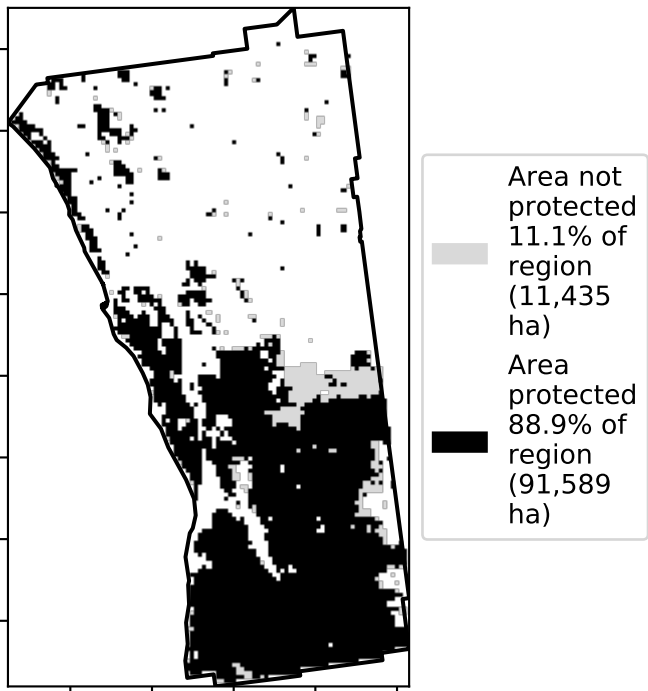 Area not
protected
11.1% of
region
(11,435
ha)
Area
protected
88.9% of
region
(91,589
ha)